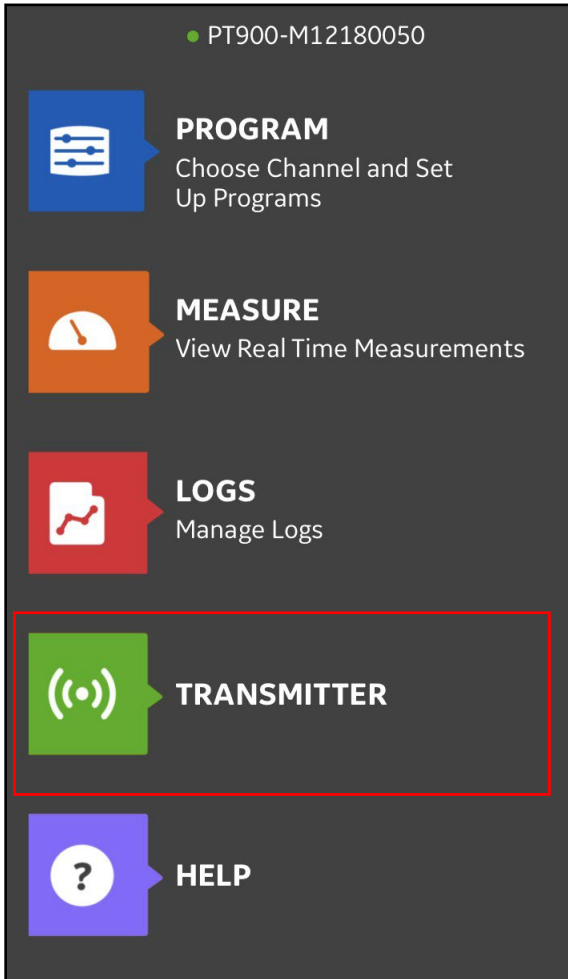 PT900-M12180050
PROGRAM
Choose Channel and Set
Up Programs
MEASURE
View Real Time Measurements
LOGS
Manage Logs
TRANSMITTER
?
HELP